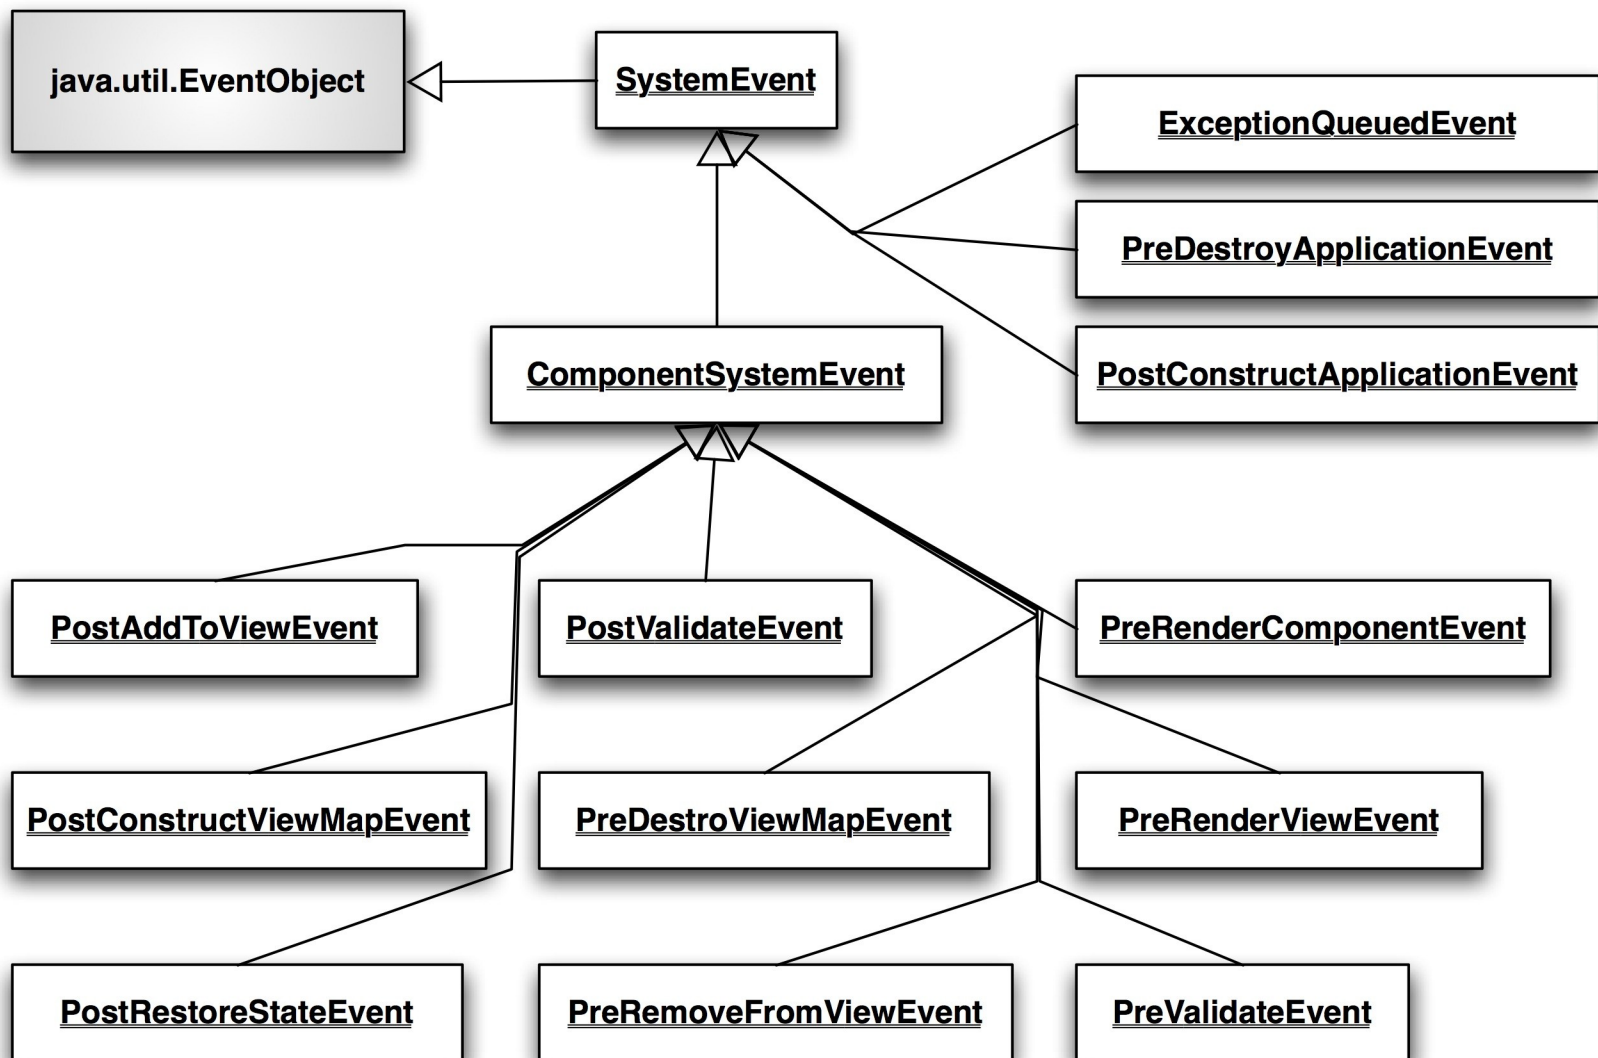 java.util.EventObject
SystemEvent
ExceptionQueuedEvent
PreDestroyApplicationEvent
PostConstructApplicationEvent
ComponentSystemEvent
PostAddToViewEvent
PostValidateEvent
PreRenderComponentEvent
PostConstructViewMapEvent
PreDestroViewMapEvent
PreRenderViewEvent
PostRestoreStateEvent
PreRemoveFromViewEvent
PreValidateEvent